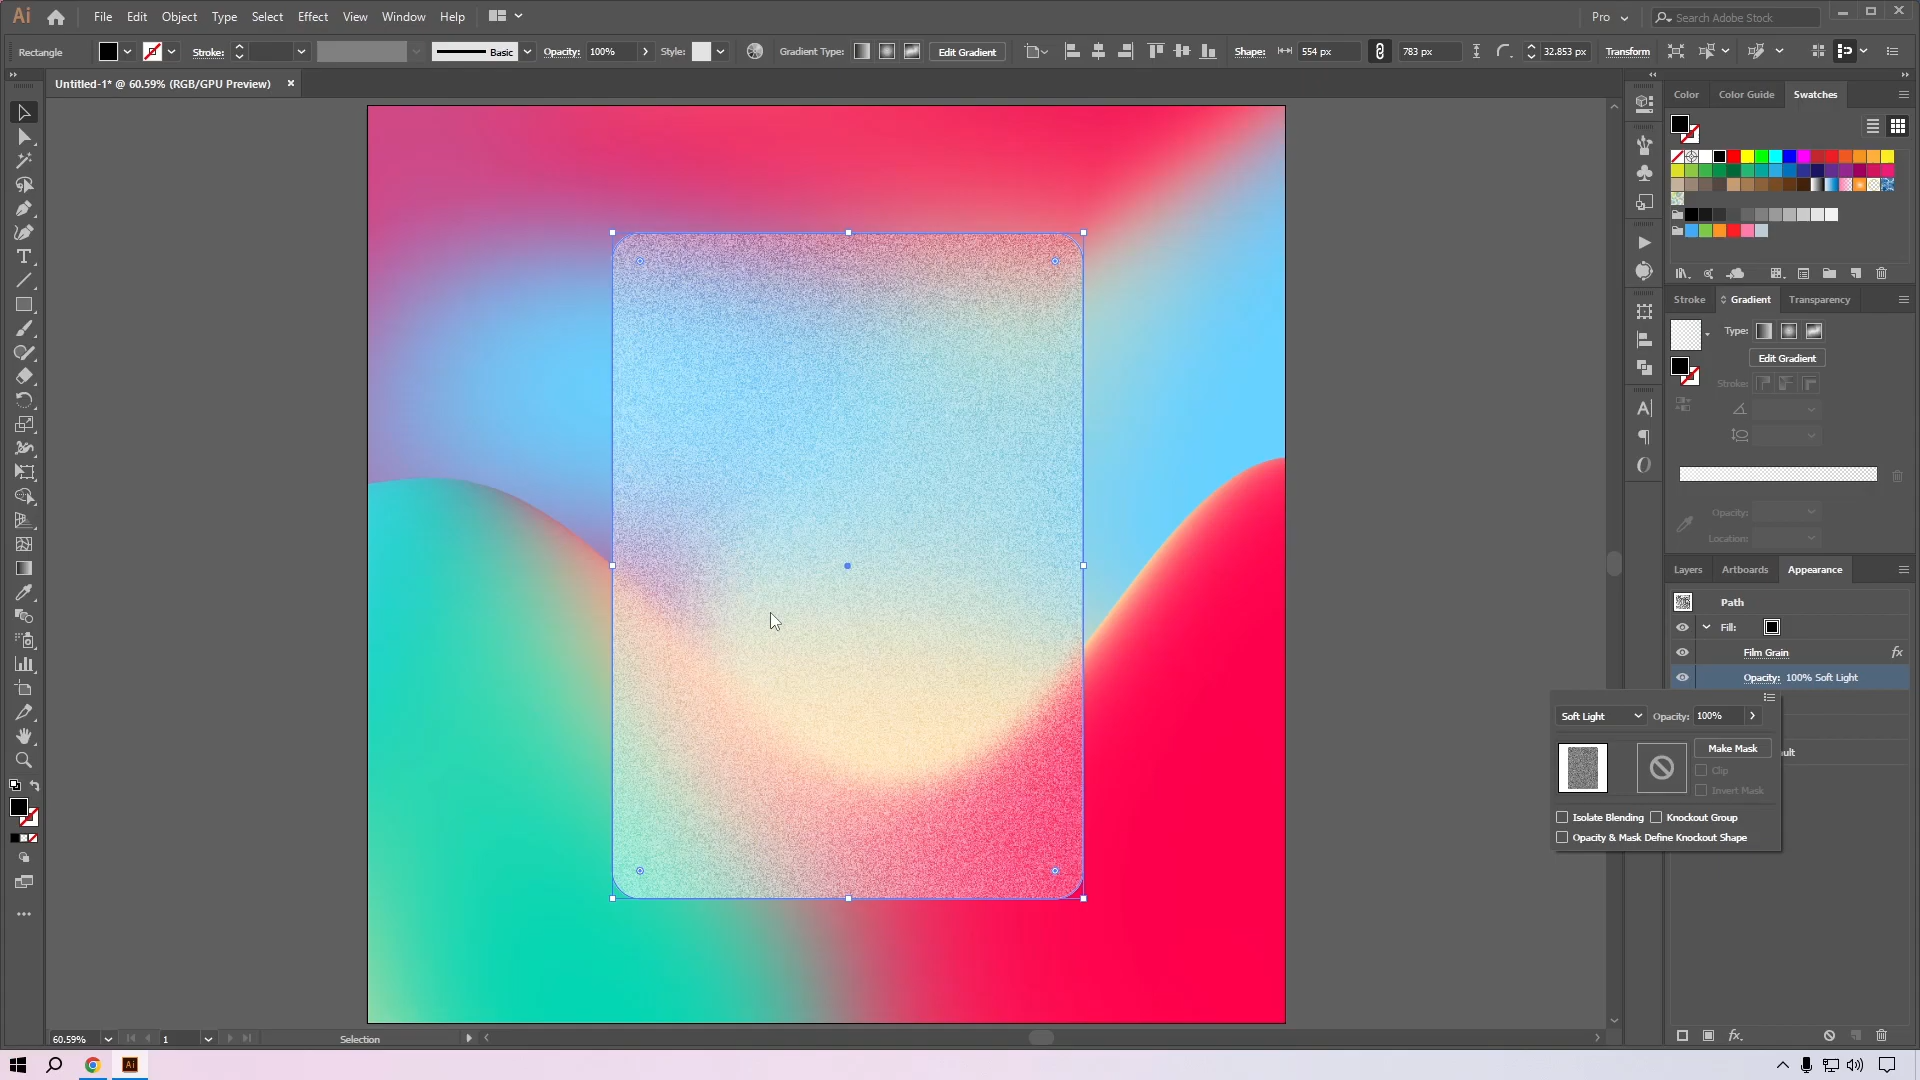 Ai File Edit Object Type Select Effect View Window Help Pro Search Adobe Stock
Rectangle Stroke: Basic Opacity: 100% Style: Gradient Type: Edit Gradient Shape: 554 px 783 px 32.853 px Transform
Untitled-1* @ 60.59% (RGB/GPU Preview)
Color Color Guide Swatches
Stroke Gradient Transparency
Type:
Edit Gradient
Stroke:
Opacity:
Location:
Layers Artboards Appearance
Path
Fill:
Film Grain fx
Opacity: 100% Soft Light
Soft Light Opacity: 100%
Make Mask
ault
Clip
Invert Mask
Isolate Blending Knockout Group
Opacity & Mask Define Knockout Shape
60.59% 1 Selection fx
Ai